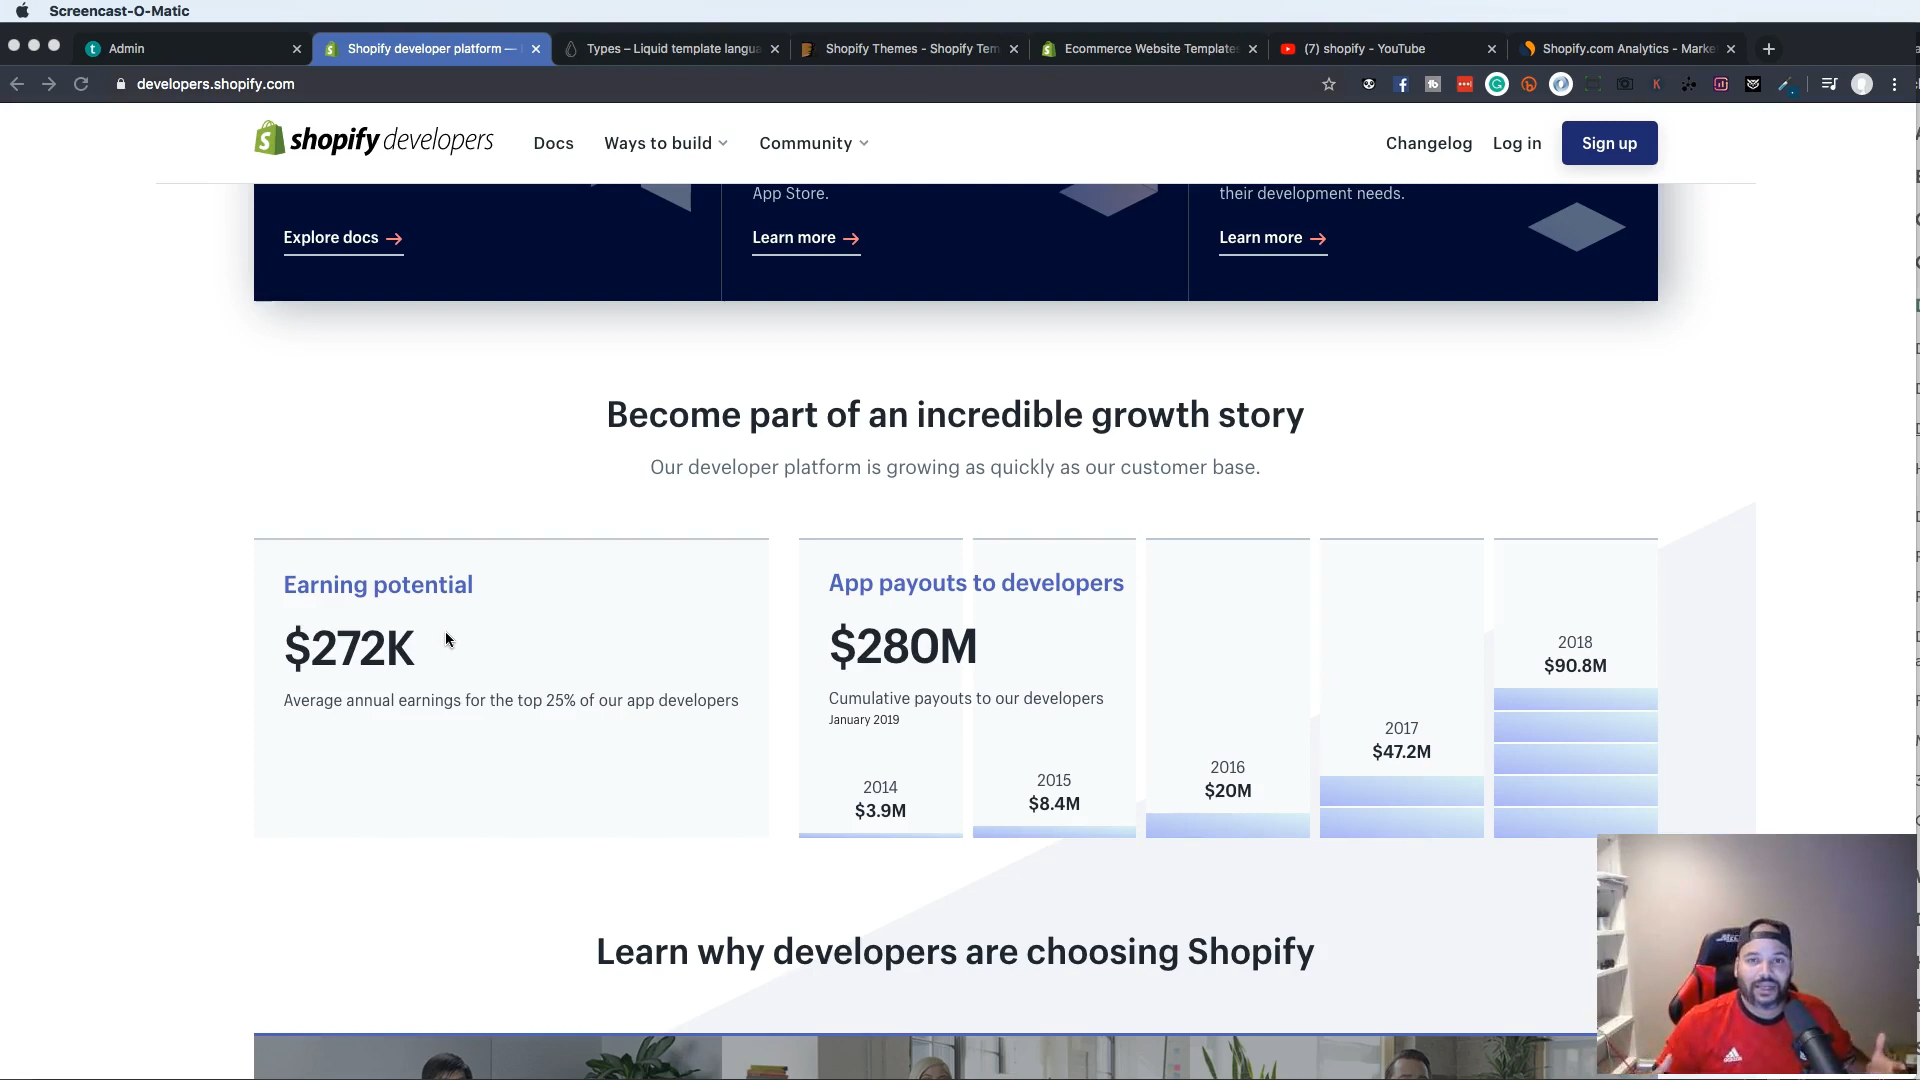 Screencast-O-Matic
Admin
Shopify developer platform —
Types – Liquid template langua
Shopify Themes - Shopify Tem
Ecommerce Website Template
(7) shopify - YouTube
Shopify.com Analytics - Marke
developers.shopify.com
shopify developers
Docs
Ways to build
Community
Changelog
Log in
Sign up
App Store.
their development needs.
Explore docs
Learn more
Learn more
Become part of an incredible growth story
Our developer platform is growing as quickly as our customer base.
Earning potential
$272K
Average annual earnings for the top 25% of our app developers
App payouts to developers
$280M
Cumulative payouts to our developers
January 2019
2014
$3.9M
2015
$8.4M
2016
$20M
2017
$47.2M
2018
$90.8M
Learn why developers are choosing Shopify